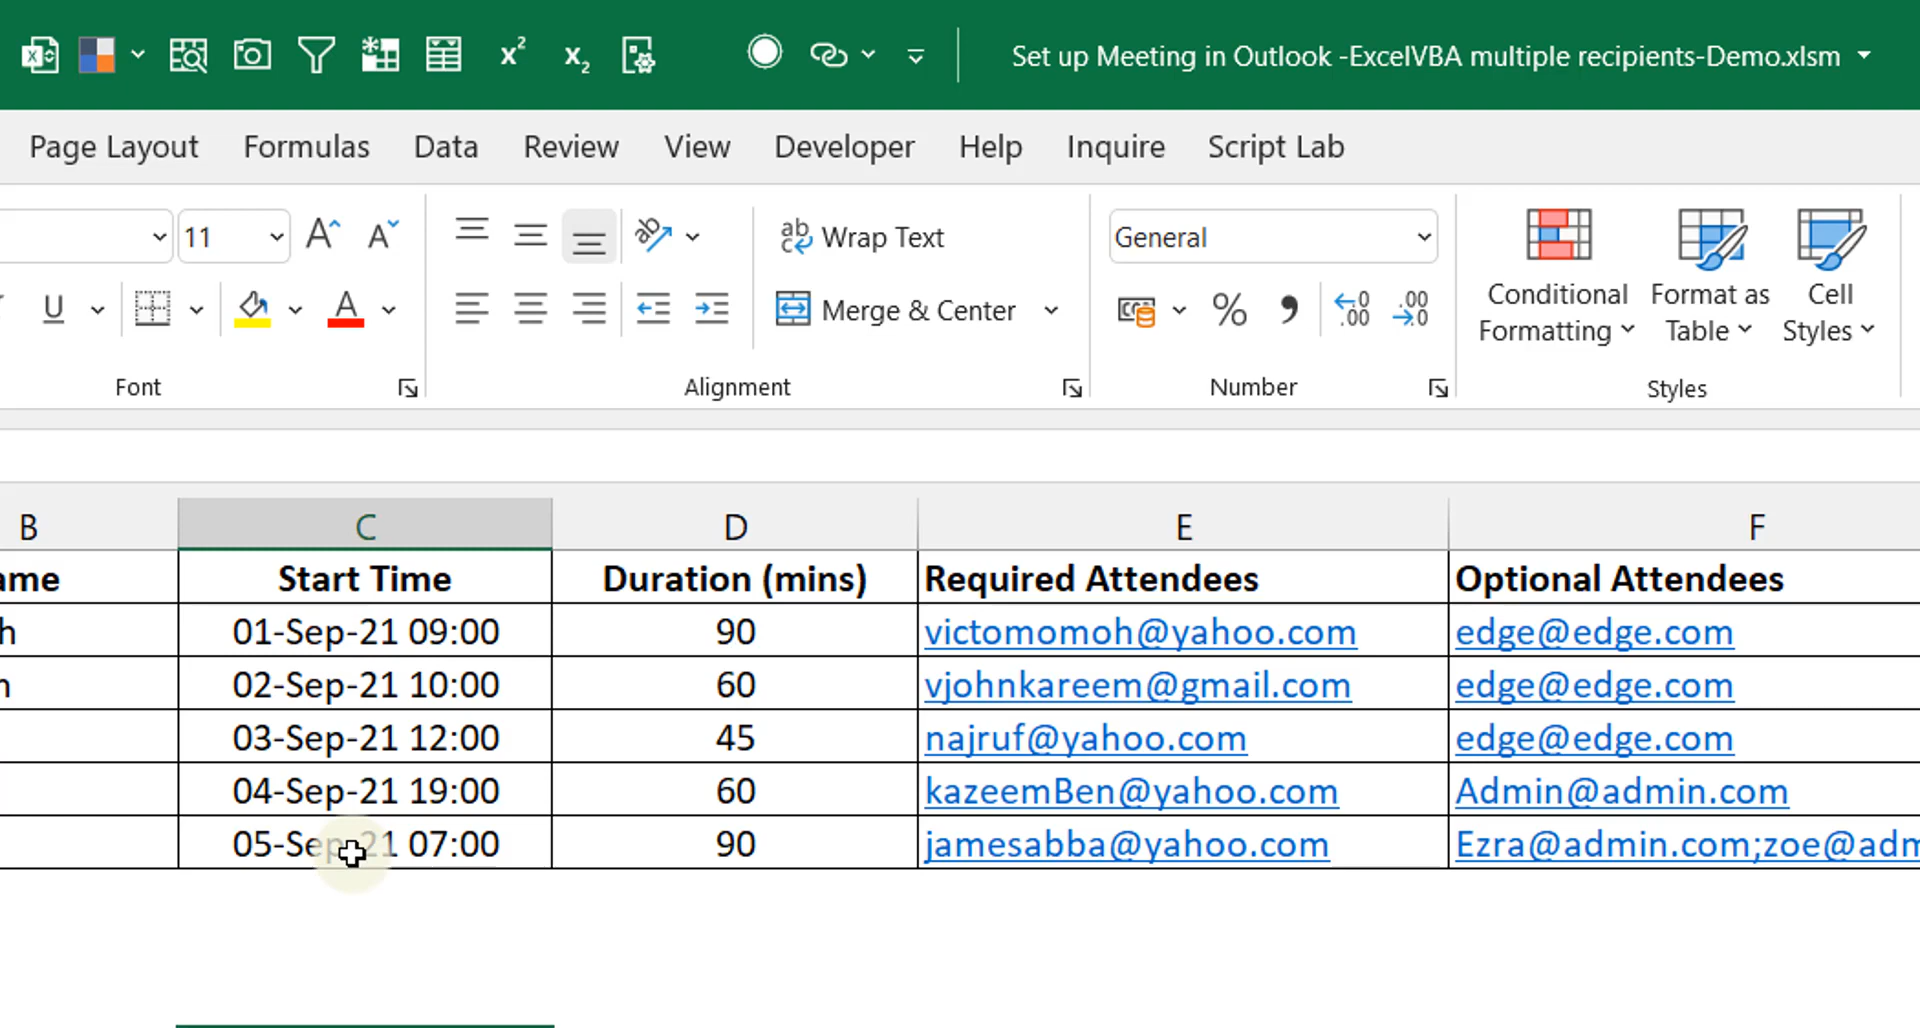 Set up Meeting in Outlook -ExcelVBA multiple recipients-Demo.xlsm
Page Layout Formulas Data Review View Developer Help Inquire Script Lab
11 Wrap Text General
Merge & Center
Conditional Formatting
Format as Table
Cell Styles
Font Alignment Number Styles
B C D E F
ame Start Time Duration (mins) Required Attendees Optional Attendees
h 01-Sep-21 09:00 90 victomomoh@yahoo.com edge@edge.com
02-Sep-21 10:00 60 vjohnkareem@gmail.com edge@edge.com
03-Sep-21 12:00 45 najruf@yahoo.com edge@edge.com
04-Sep-21 19:00 60 kazeemBen@yahoo.com Admin@admin.com
05-Sep-21 07:00 90 jamesabba@yahoo.com Ezra@admin.com;zoe@adm